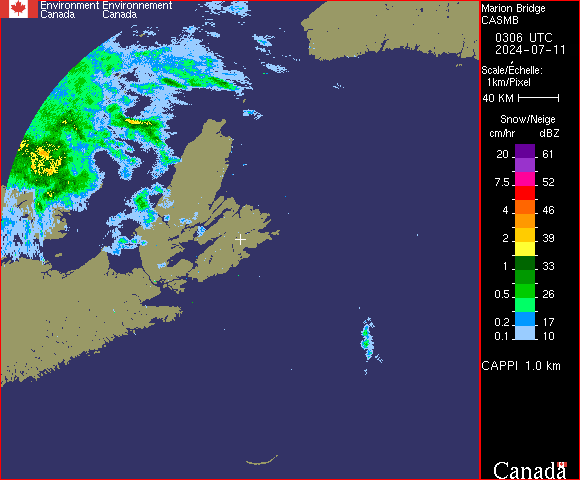 Environment Environnement
Canada Canada
Marion Bridge
CASMB
0306 UTC
2024-07-11
Scale/Echelle:
1km/Pixel
40 KM
Snow/Neige
cm/hr dBZ
20 61
7.5 52
4 46
2 39
1 33
0.5 26
0.2 17
0.1 10
CAPPI 1.0 km
Canada